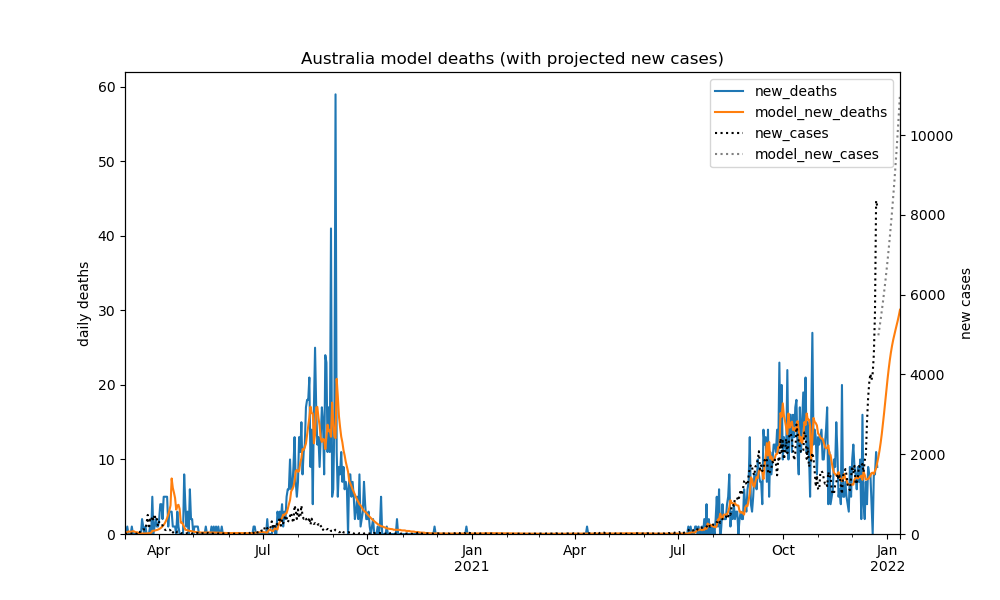 Australia model deaths (with projected new cases)
60
50
40
30
20
10
0
daily deaths
new_deaths
model_new_deaths
new_cases
model_new_cases
10000
8000
6000
4000
2000
0
new cases
Apr
Jul
Oct
Jan
2021
Apr
Jul
Oct
Jan
2022